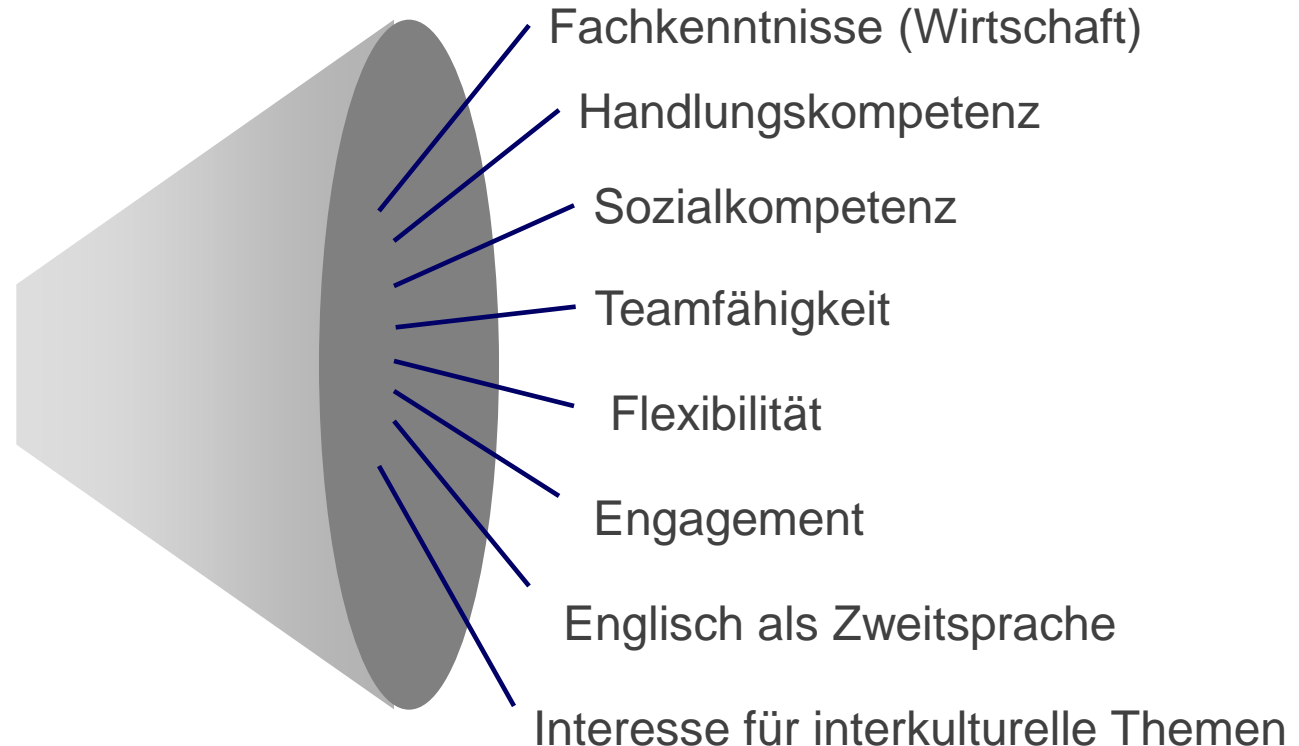 Fachkenntnisse (Wirtschaft)
Handlungskompetenz
Sozialkompetenz
Teamfähigkeit
Flexibilität
Engagement
Englisch als Zweitsprache
Interesse für interkulturelle Themen